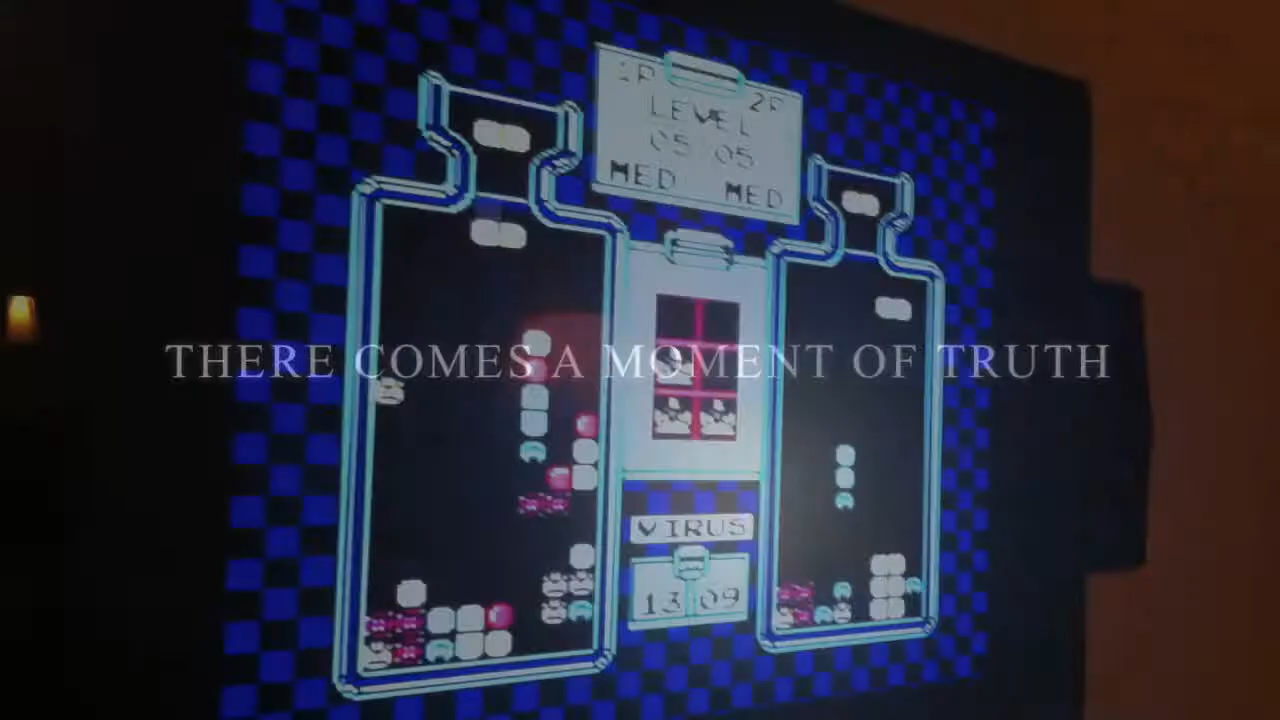 1P 2P
LEVEL
05 05
MED MED
THERE COMES A MOMENT OF TRUTH
VIRUS
13 09